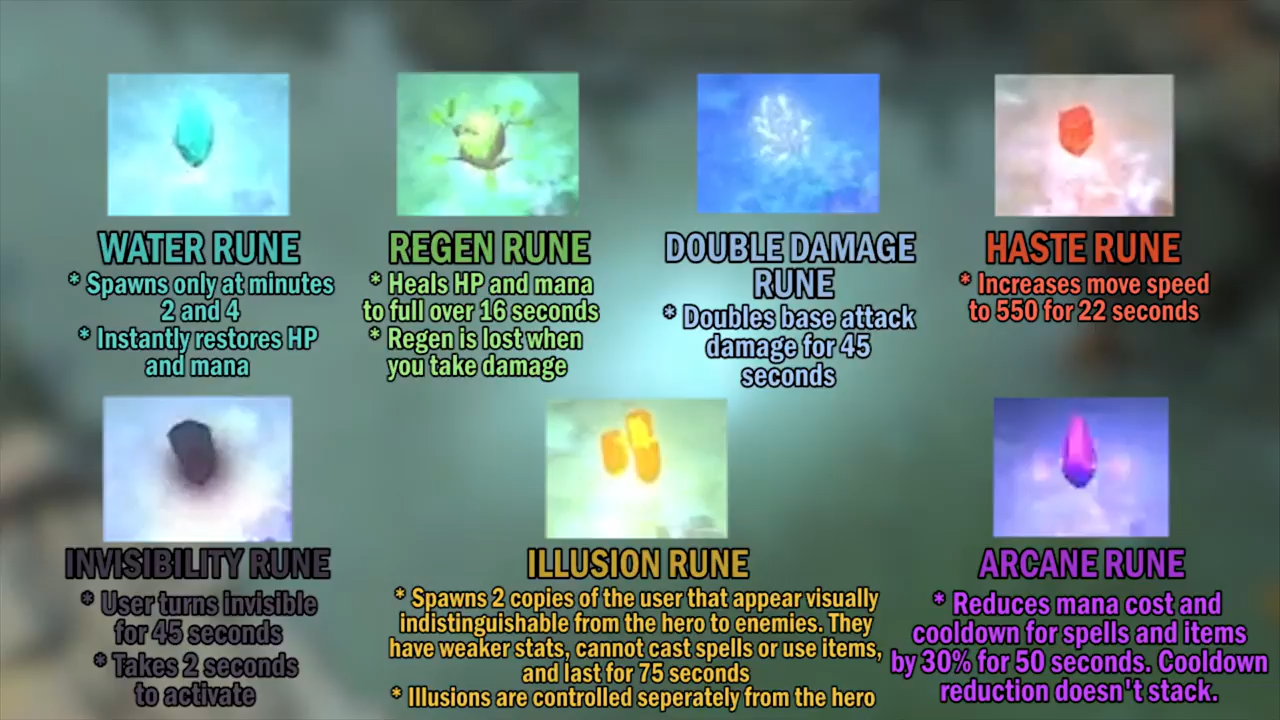 WATER RUNE
* Spawns only at minutes
2 and 4
* Instantly restores HP
and mana
REGEN RUNE
* Heals HP and mana
to full over 16 seconds
* Regen is lost when
you take damage
DOUBLE DAMAGE
RUNE
* Doubles base attack
damage for 45
seconds
HASTE RUNE
* Increases move speed
to 550 for 22 seconds
INVISIBILITY RUNE
* User turns invisible
for 45 seconds
* Takes 2 seconds
to activate
ILLUSION RUNE
* Spawns 2 copies of the user that appear visually
indistinguishable from the hero to enemies. They
have weaker stats, cannot cast spells or use items,
and last for 75 seconds
* Illusions are controlled seperately from the hero
ARCANE RUNE
* Reduces mana cost and
cooldown for spells and items
by 30% for 50 seconds. Cooldown
reduction doesn't stack.